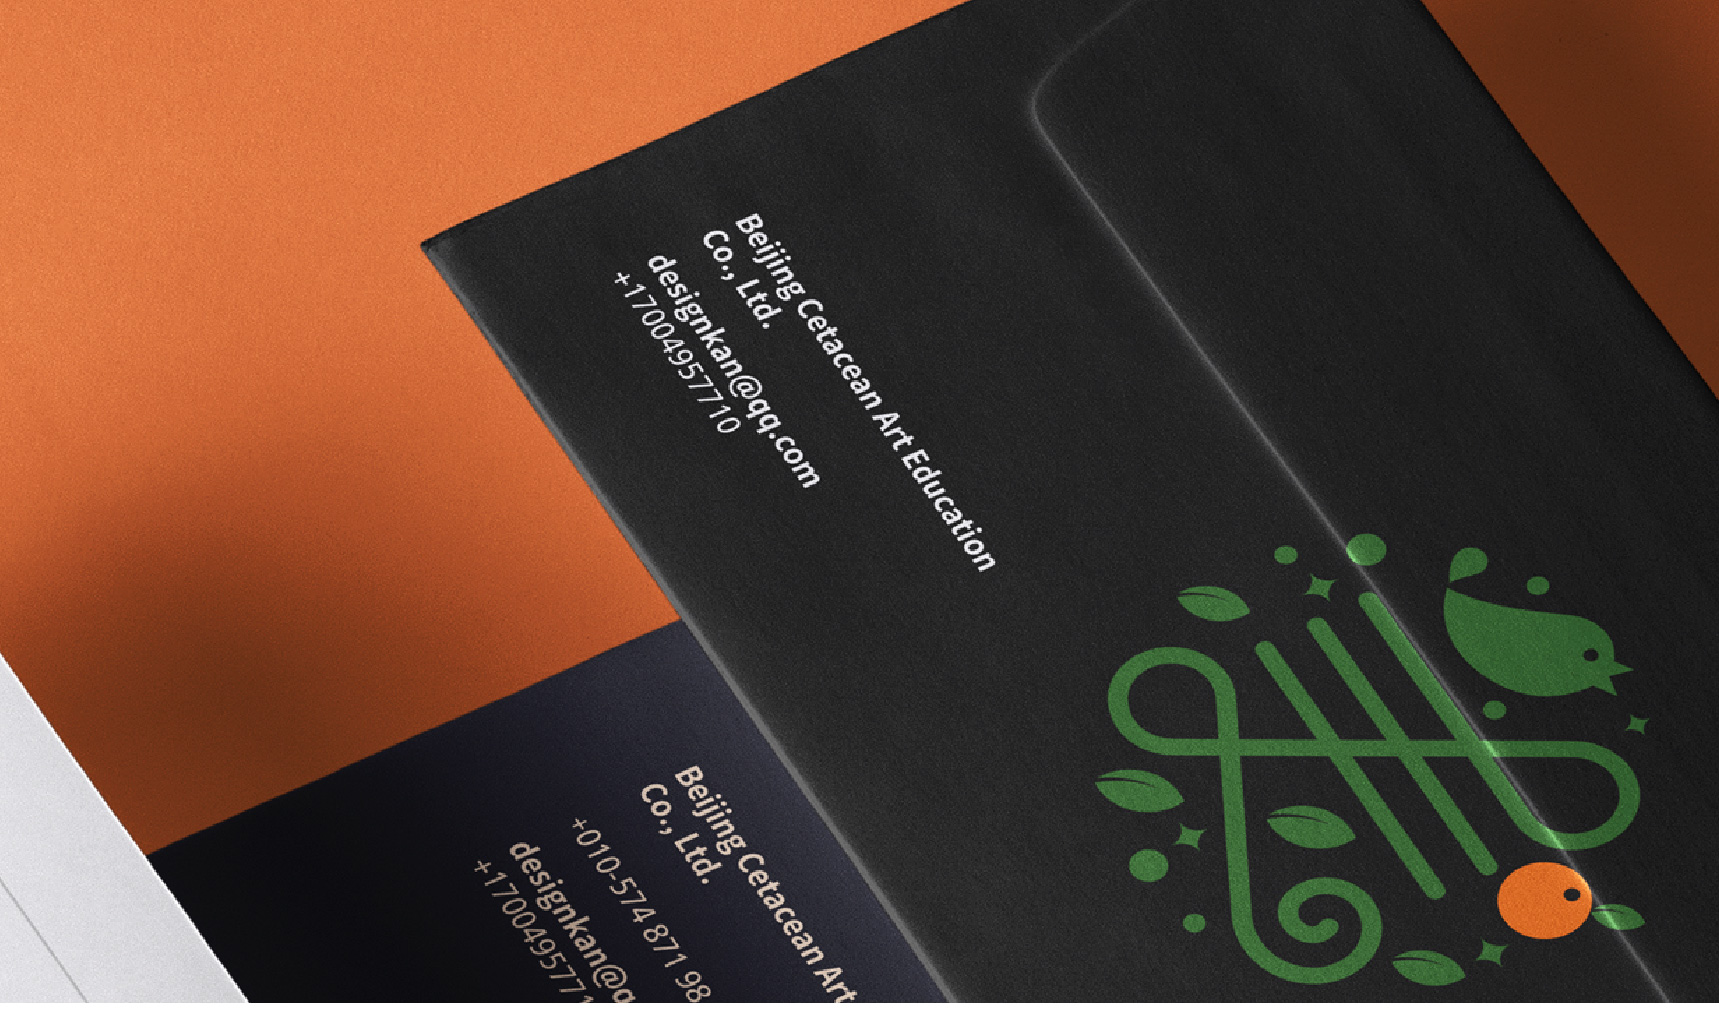 Beijing Cetacean Art Education
Co., Ltd.
designkan@qq.com
+17004957710
Beijing Cetacean Art
Co., Ltd.
+010-574 871 98
designkan@q
+1700495771